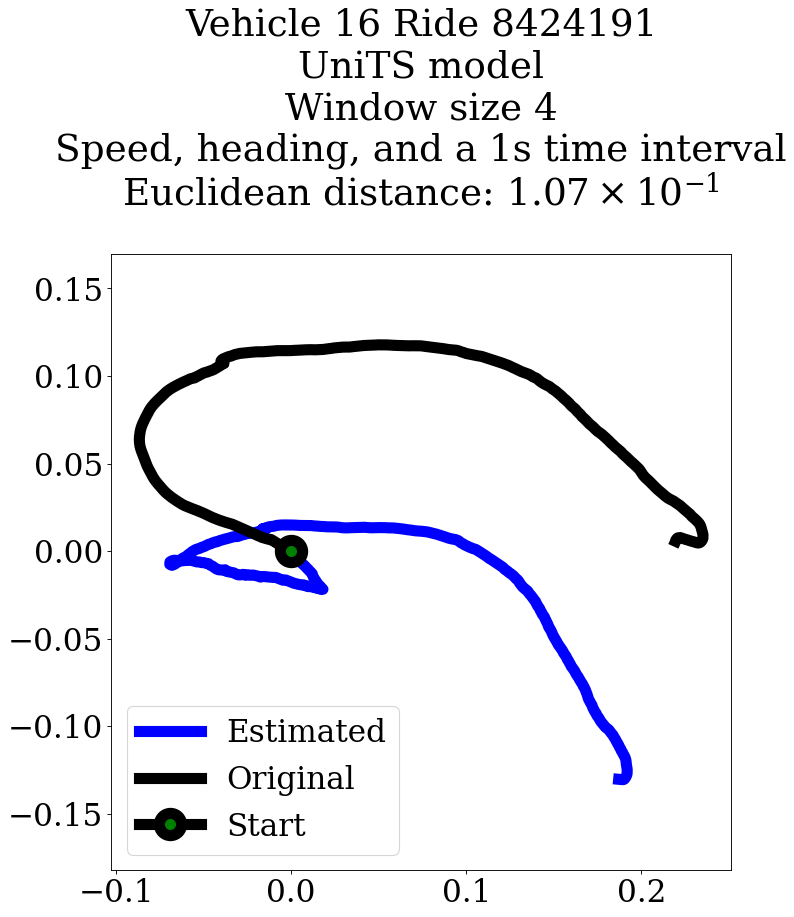 Vehicle 16 Ride 8424191
UniTS model
Window size 4
Speed, heading, and a 1s time interval
Euclidean distance: 1.07 × 10⁻¹
0.15
0.10
0.05
0.00
−0.05
−0.10
−0.15
Estimated
Original
Start
−0.1
0.0
0.1
0.2